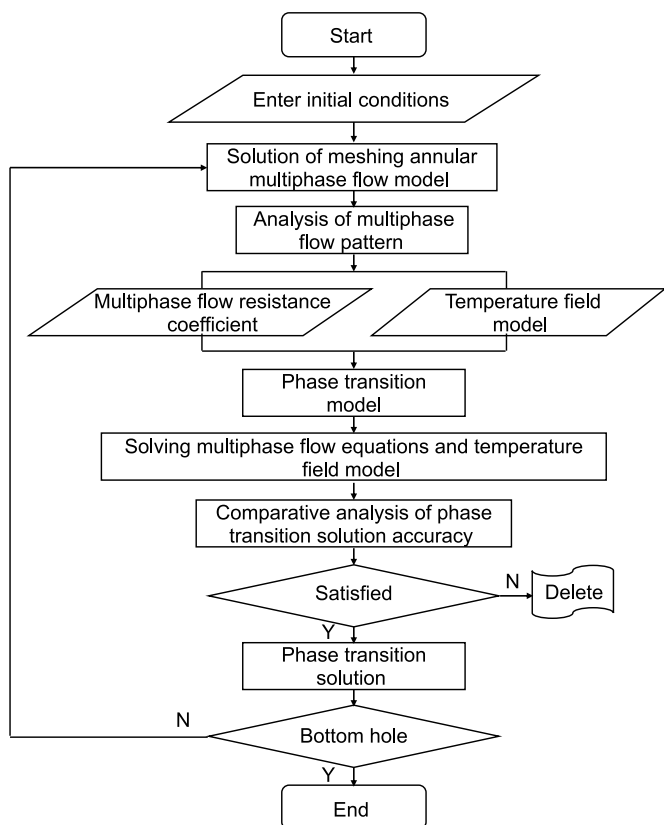 Start
Enter initial conditions
Solution of meshing annular
multiphase flow model
Analysis of multiphase
flow pattern
Multiphase flow resistance
coefficient
Temperature field
model
Phase transition
model
Solving multiphase flow equations and temperature
field model
Comparative analysis of phase
transition solution accuracy
Satisfied
N
Delete
Y
Phase transition
solution
N
Bottom hole
Y
End